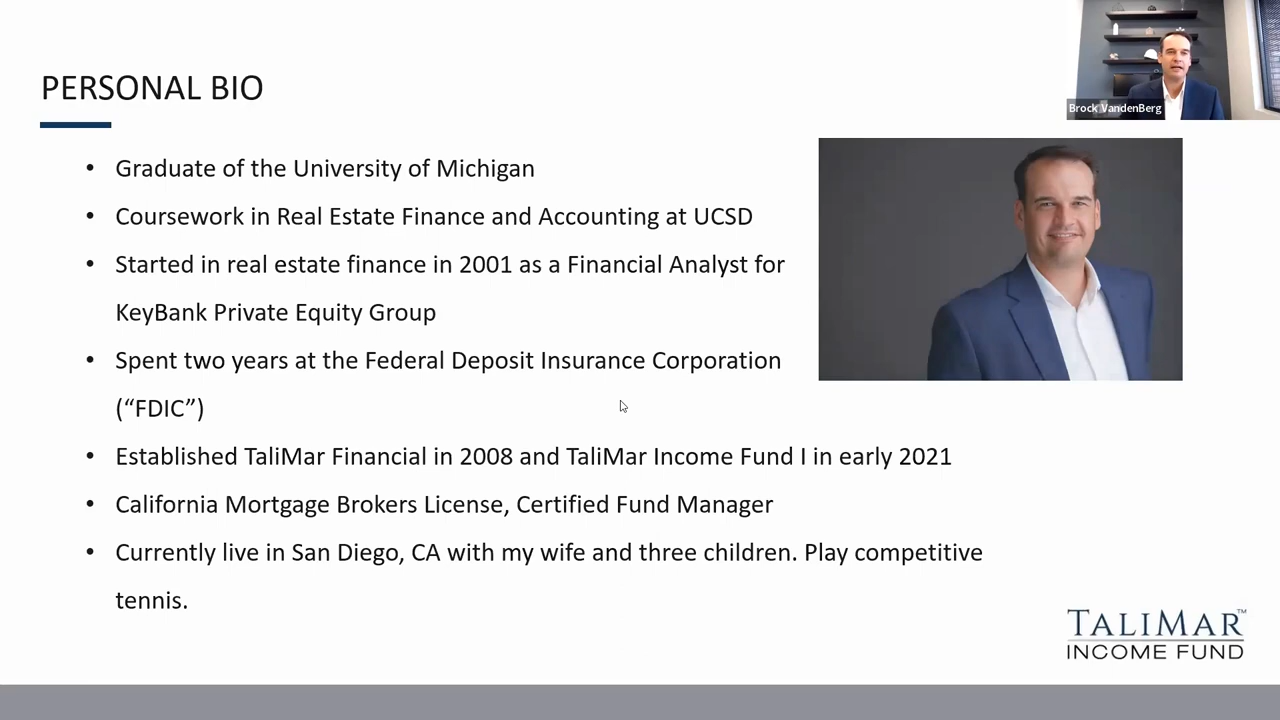 PERSONAL BIO
Brock VandenBerg
• Graduate of the University of Michigan
• Coursework in Real Estate Finance and Accounting at UCSD
• Started in real estate finance in 2001 as a Financial Analyst for
KeyBank Private Equity Group
• Spent two years at the Federal Deposit Insurance Corporation
(“FDIC”)
• Established TaliMar Financial in 2008 and TaliMar Income Fund I in early 2021
• California Mortgage Brokers License, Certified Fund Manager
• Currently live in San Diego, CA with my wife and three children. Play competitive
tennis.
TALIMAR™
INCOME FUND